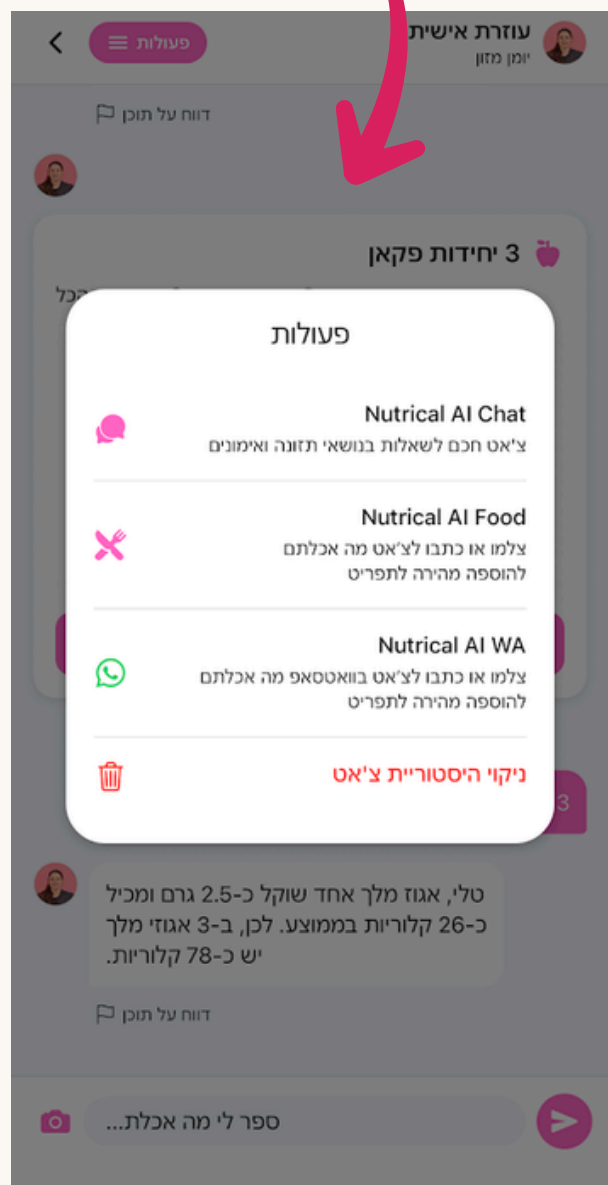 עוזרת אישית
יומן מזון
פעולות
דווח על תוכן
3 יחידות פקאן
הכל
פעולות
Nutrical AI Chat
צ'אט חכם לשאלות בנושאי תזונה ואימונים
Nutrical AI Food
צלמו או כתבו לצ'אט מה אכלתם
להוספה מהירה לתפריט
Nutrical AI WA
צלמו או כתבו לצ'אט בוואטסאפ מה אכלתם
להוספה מהירה לתפריט
ניקוי היסטוריית צ'אט
3
טלי, אגוז מלך אחד שוקל כ-2.5 גרם ומכיל
כ-26 קלוריות בממוצע. לכן, ב-3 אגוזי מלך
יש כ-78 קלוריות.
דווח על תוכן
ספר לי מה אכלת...